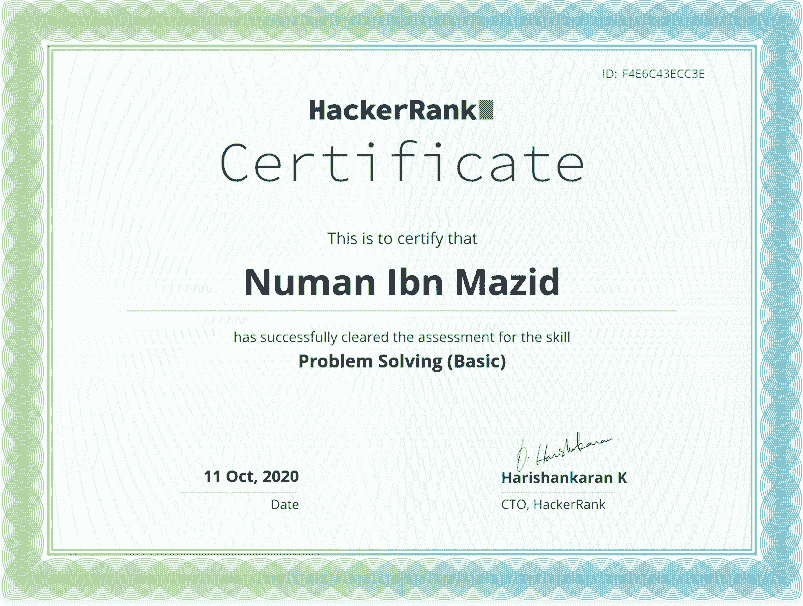 ID: F4E6C43ECC3E
HackerRank
Certificate
This is to certify that
Numan Ibn Mazid
has successfully cleared the assessment for the skill
Problem Solving (Basic)
D. Harishankaran
11 Oct, 2020
Harishankaran K
Date
CTO, HackerRank